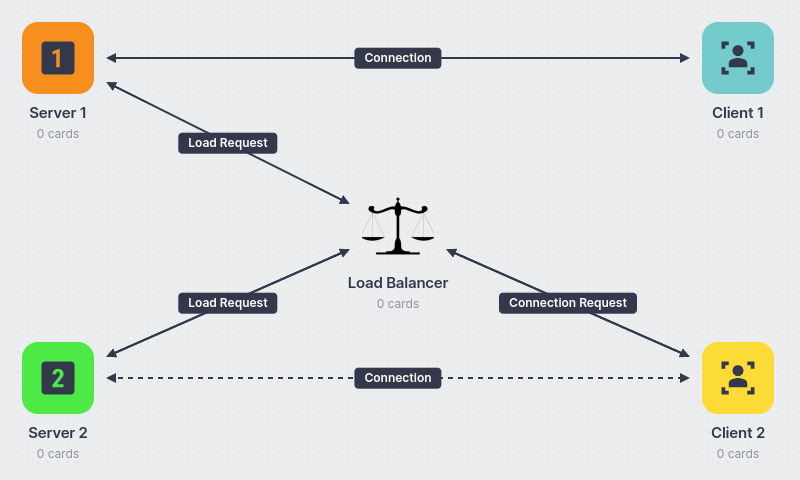 1
Connection
Server 1
0 cards
Client 1
0 cards
Load Request
Load Balancer
0 cards
Load Request
Connection Request
2
Connection
Server 2
0 cards
Client 2
0 cards